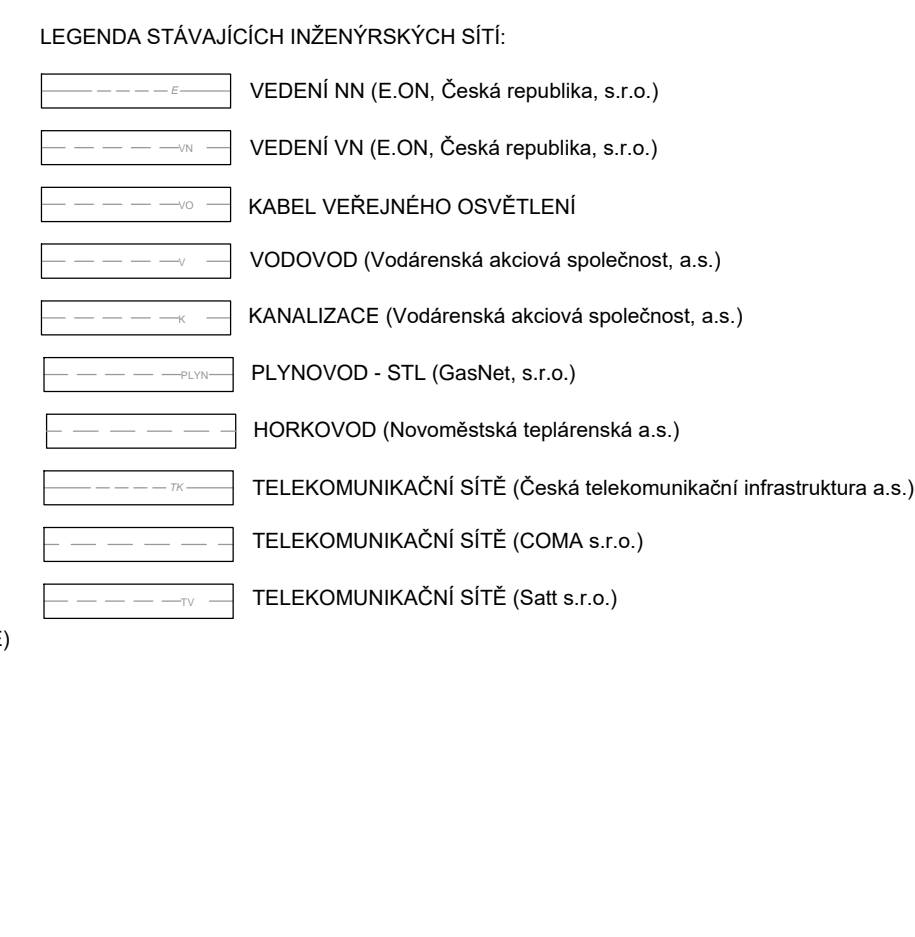 LEGENDA STÁVAJÍCÍCH INŽENÝRSKÝCH SÍTÍ:
E VEDENÍ NN (E.ON, Česká republika, s.r.o.)
VN VEDENÍ VN (E.ON, Česká republika, s.r.o.)
VO KABEL VEŘEJNÉHO OSVĚTLENÍ
V VODOVOD (Vodárenská akciová společnost, a.s.)
K KANALIZACE (Vodárenská akciová společnost, a.s.)
PLYN PLYNOVOD - STL (GasNet, s.r.o.)
HORKOVOD (Novoměstská teplárenská a.s.)
TK TELEKOMUNIKAČNÍ SÍTĚ (Česká telekomunikační infrastruktura a.s.)
TELEKOMUNIKAČNÍ SÍTĚ (COMA s.r.o.)
TV TELEKOMUNIKAČNÍ SÍTĚ (Satt s.r.o.)